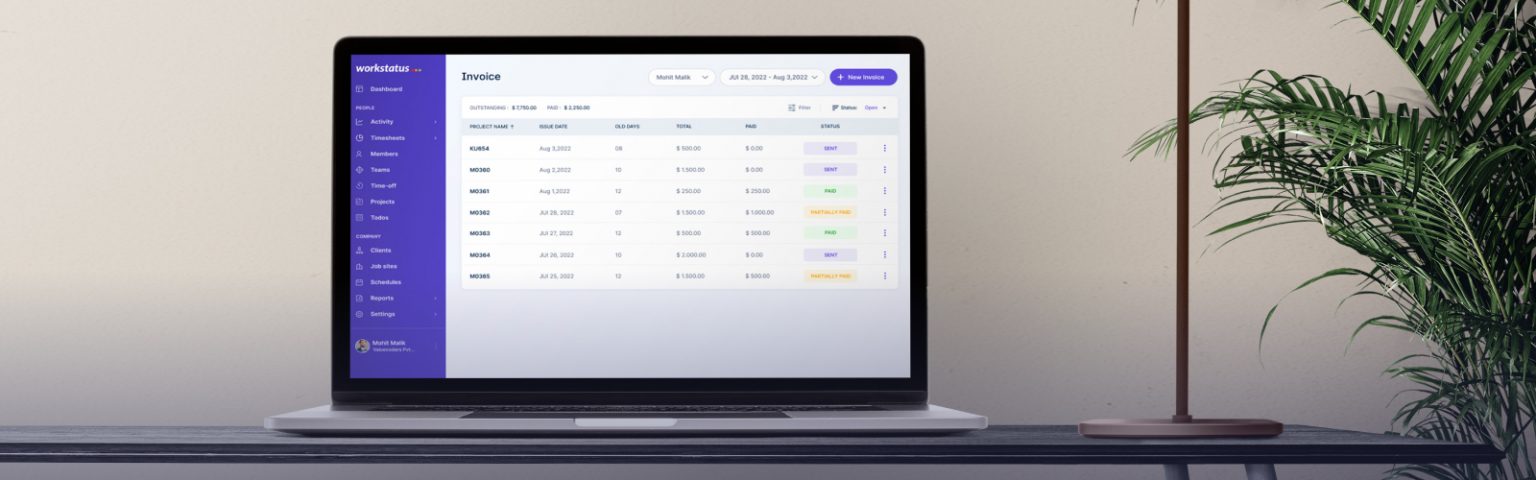 workstatus
Dashboard
PEOPLE
Activity
Timesheets
Members
Teams
Time-off
Projects
Todos
COMPANY
Clients
Job sites
Schedules
Reports
Settings
Mohit Malik
Valuecoders Pvt...
Invoice
Mohit Malik JUl 28, 2022 - Aug 3,2022 + New Invoice
OUTSTANDING : $ 7,750.00 PAID : $ 2,250.00 Filter Status: Open
PROJECT NAME ↑ ISSUE DATE OLD DAYS TOTAL PAID STATUS
KU654 Aug 3,2022 08 $ 500.00 $ 0.00 SENT
M0360 Aug 2,2022 10 $ 1,500.00 $ 0.00 SENT
M0361 Aug 1,2022 12 $ 250.00 $ 250.00 PAID
M0362 JUl 28, 2022 07 $ 1,500.00 $ 1,000.00 PARTIALLY PAID
M0363 JUl 27, 2022 12 $ 500.00 $ 500.00 PAID
M0364 JUl 26, 2022 10 $ 2,000.00 $ 0.00 SENT
M0365 JUl 25, 2022 12 $ 1,500.00 $ 500.00 PARTIALLY PAID